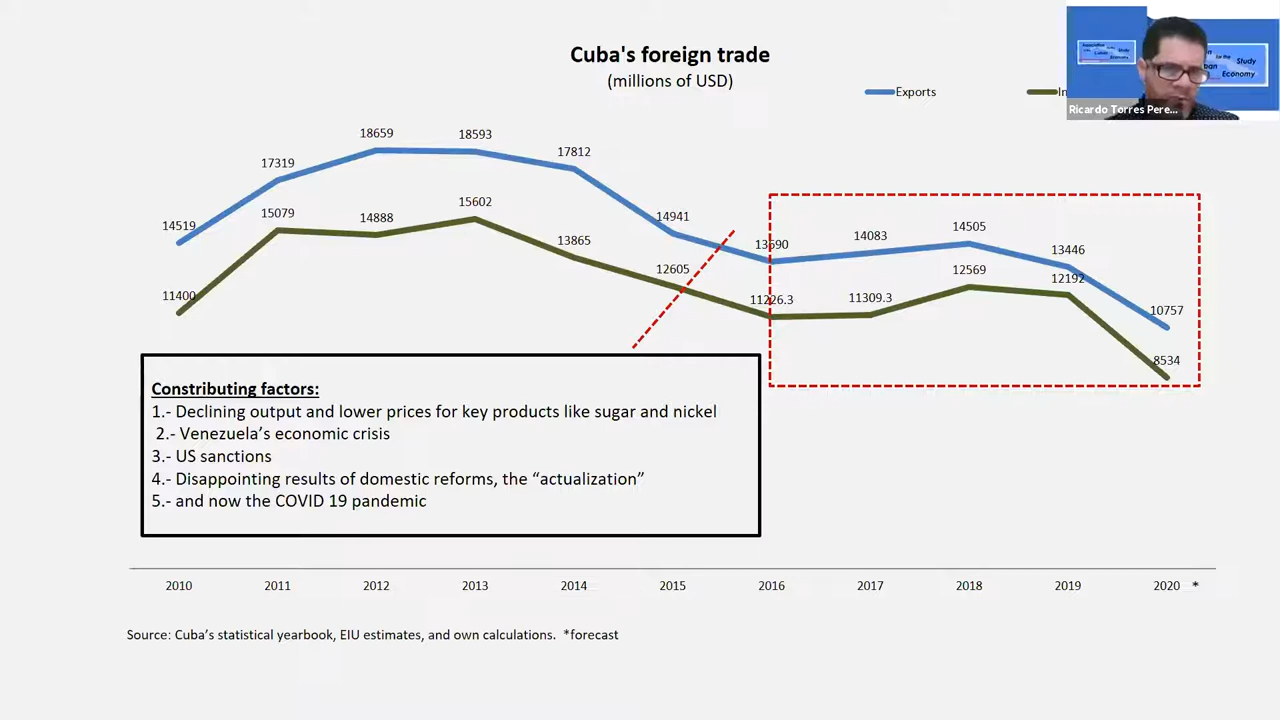 Cuba's foreign trade
(millions of USD)
Exports
In
Study
Economy
Ricardo Torres Pere...
18659
18593
17812
17319
15602
15079
14888
14519
14941
13865
14505
14083
13690
13446
12605
12569
12192
11400
11226.3
11309.3
10757
8534
Constributing factors:
1.- Declining output and lower prices for key products like sugar and nickel
2.- Venezuela’s economic crisis
3.- US sanctions
4.- Disappointing results of domestic reforms, the “actualization”
5.- and now the COVID 19 pandemic
2010 2011 2012 2013 2014 2015 2016 2017 2018 2019 2020 *
Source: Cuba’s statistical yearbook, EIU estimates, and own calculations. *forecast